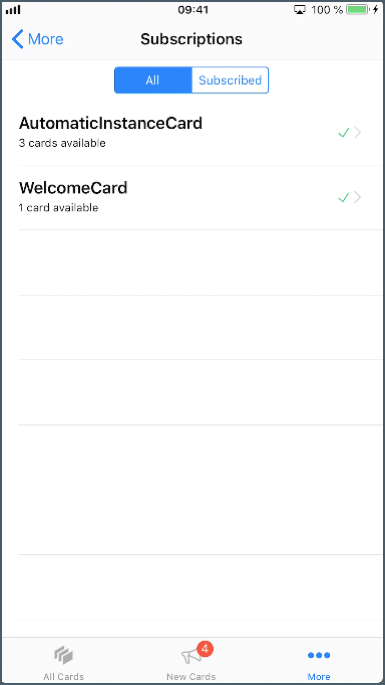 09:41
100 %
More
Subscriptions
All
Subscribed
AutomaticInstanceCard
3 cards available
WelcomeCard
1 card available
4
All Cards
New Cards
More